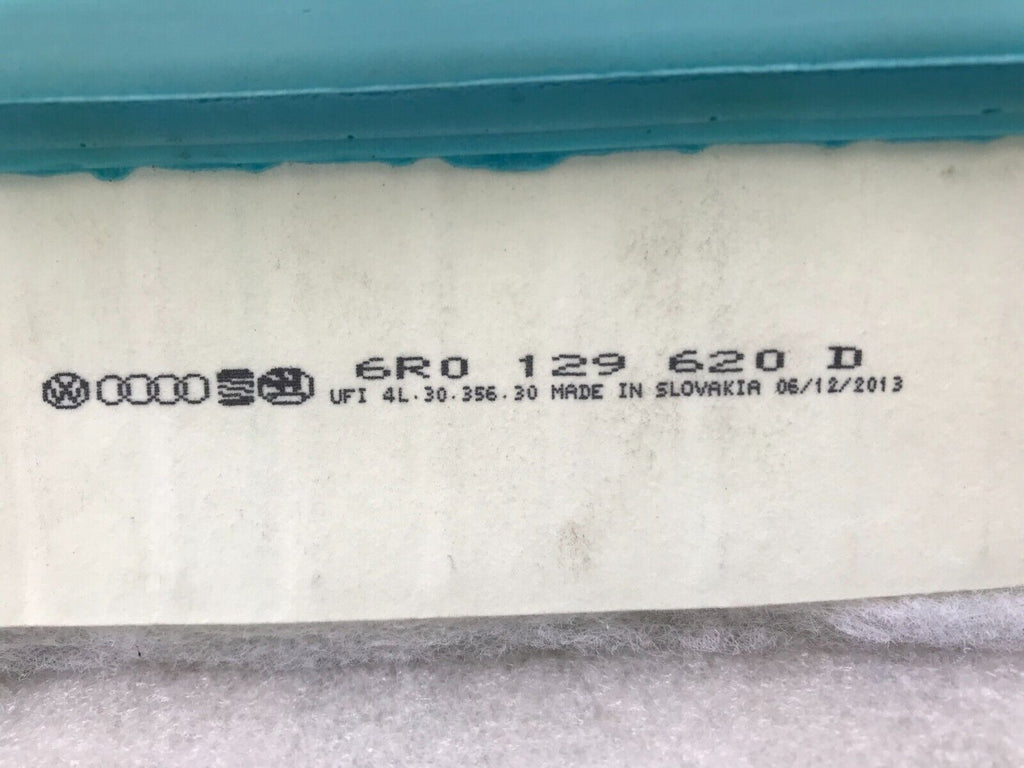 6R0 129 620 D
UFI 4L.30.356.30 MADE IN SLOVAKIA 06/12/2013